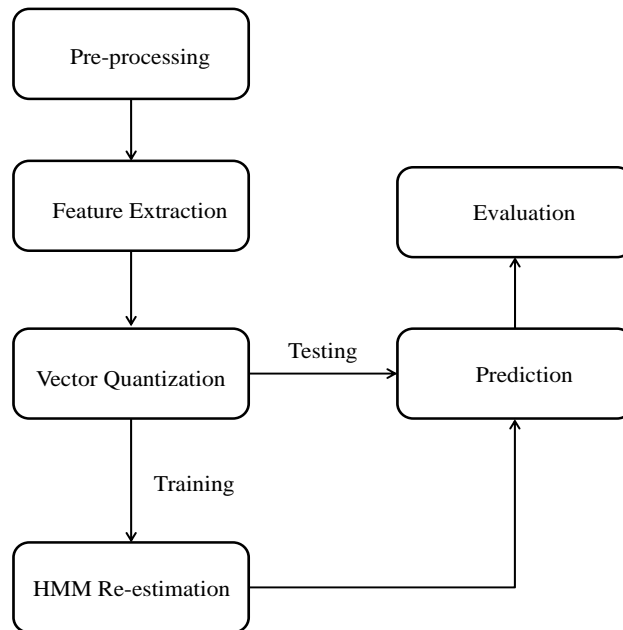 Pre-processing
Feature Extraction
Evaluation
Vector Quantization
Testing
Prediction
Training
HMM Re-estimation